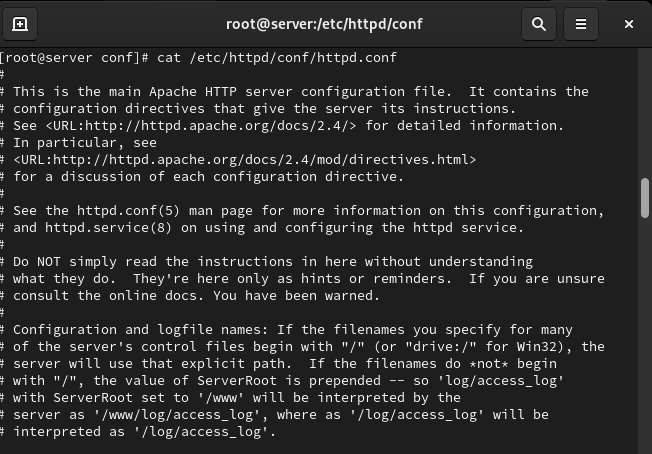 root@server:/etc/httpd/conf
[root@server conf]# cat /etc/httpd/conf/httpd.conf
#
# This is the main Apache HTTP server configuration file.  It contains the
# configuration directives that give the server its instructions.
# See <URL:http://httpd.apache.org/docs/2.4/> for detailed information.
# In particular, see
# <URL:http://httpd.apache.org/docs/2.4/mod/directives.html>
# for a discussion of each configuration directive.
#
# See the httpd.conf(5) man page for more information on this configuration,
# and httpd.service(8) on using and configuring the httpd service.
#
# Do NOT simply read the instructions in here without understanding
# what they do.  They're here only as hints or reminders.  If you are unsure
# consult the online docs. You have been warned.
#
# Configuration and logfile names: If the filenames you specify for many
# of the server's control files begin with "/" (or "drive:/" for Win32), the
# server will use that explicit path.  If the filenames do *not* begin
# with "/", the value of ServerRoot is prepended -- so 'log/access_log'
# with ServerRoot set to '/www' will be interpreted by the
# server as '/www/log/access_log', where as '/log/access_log' will be
# interpreted as '/log/access_log'.